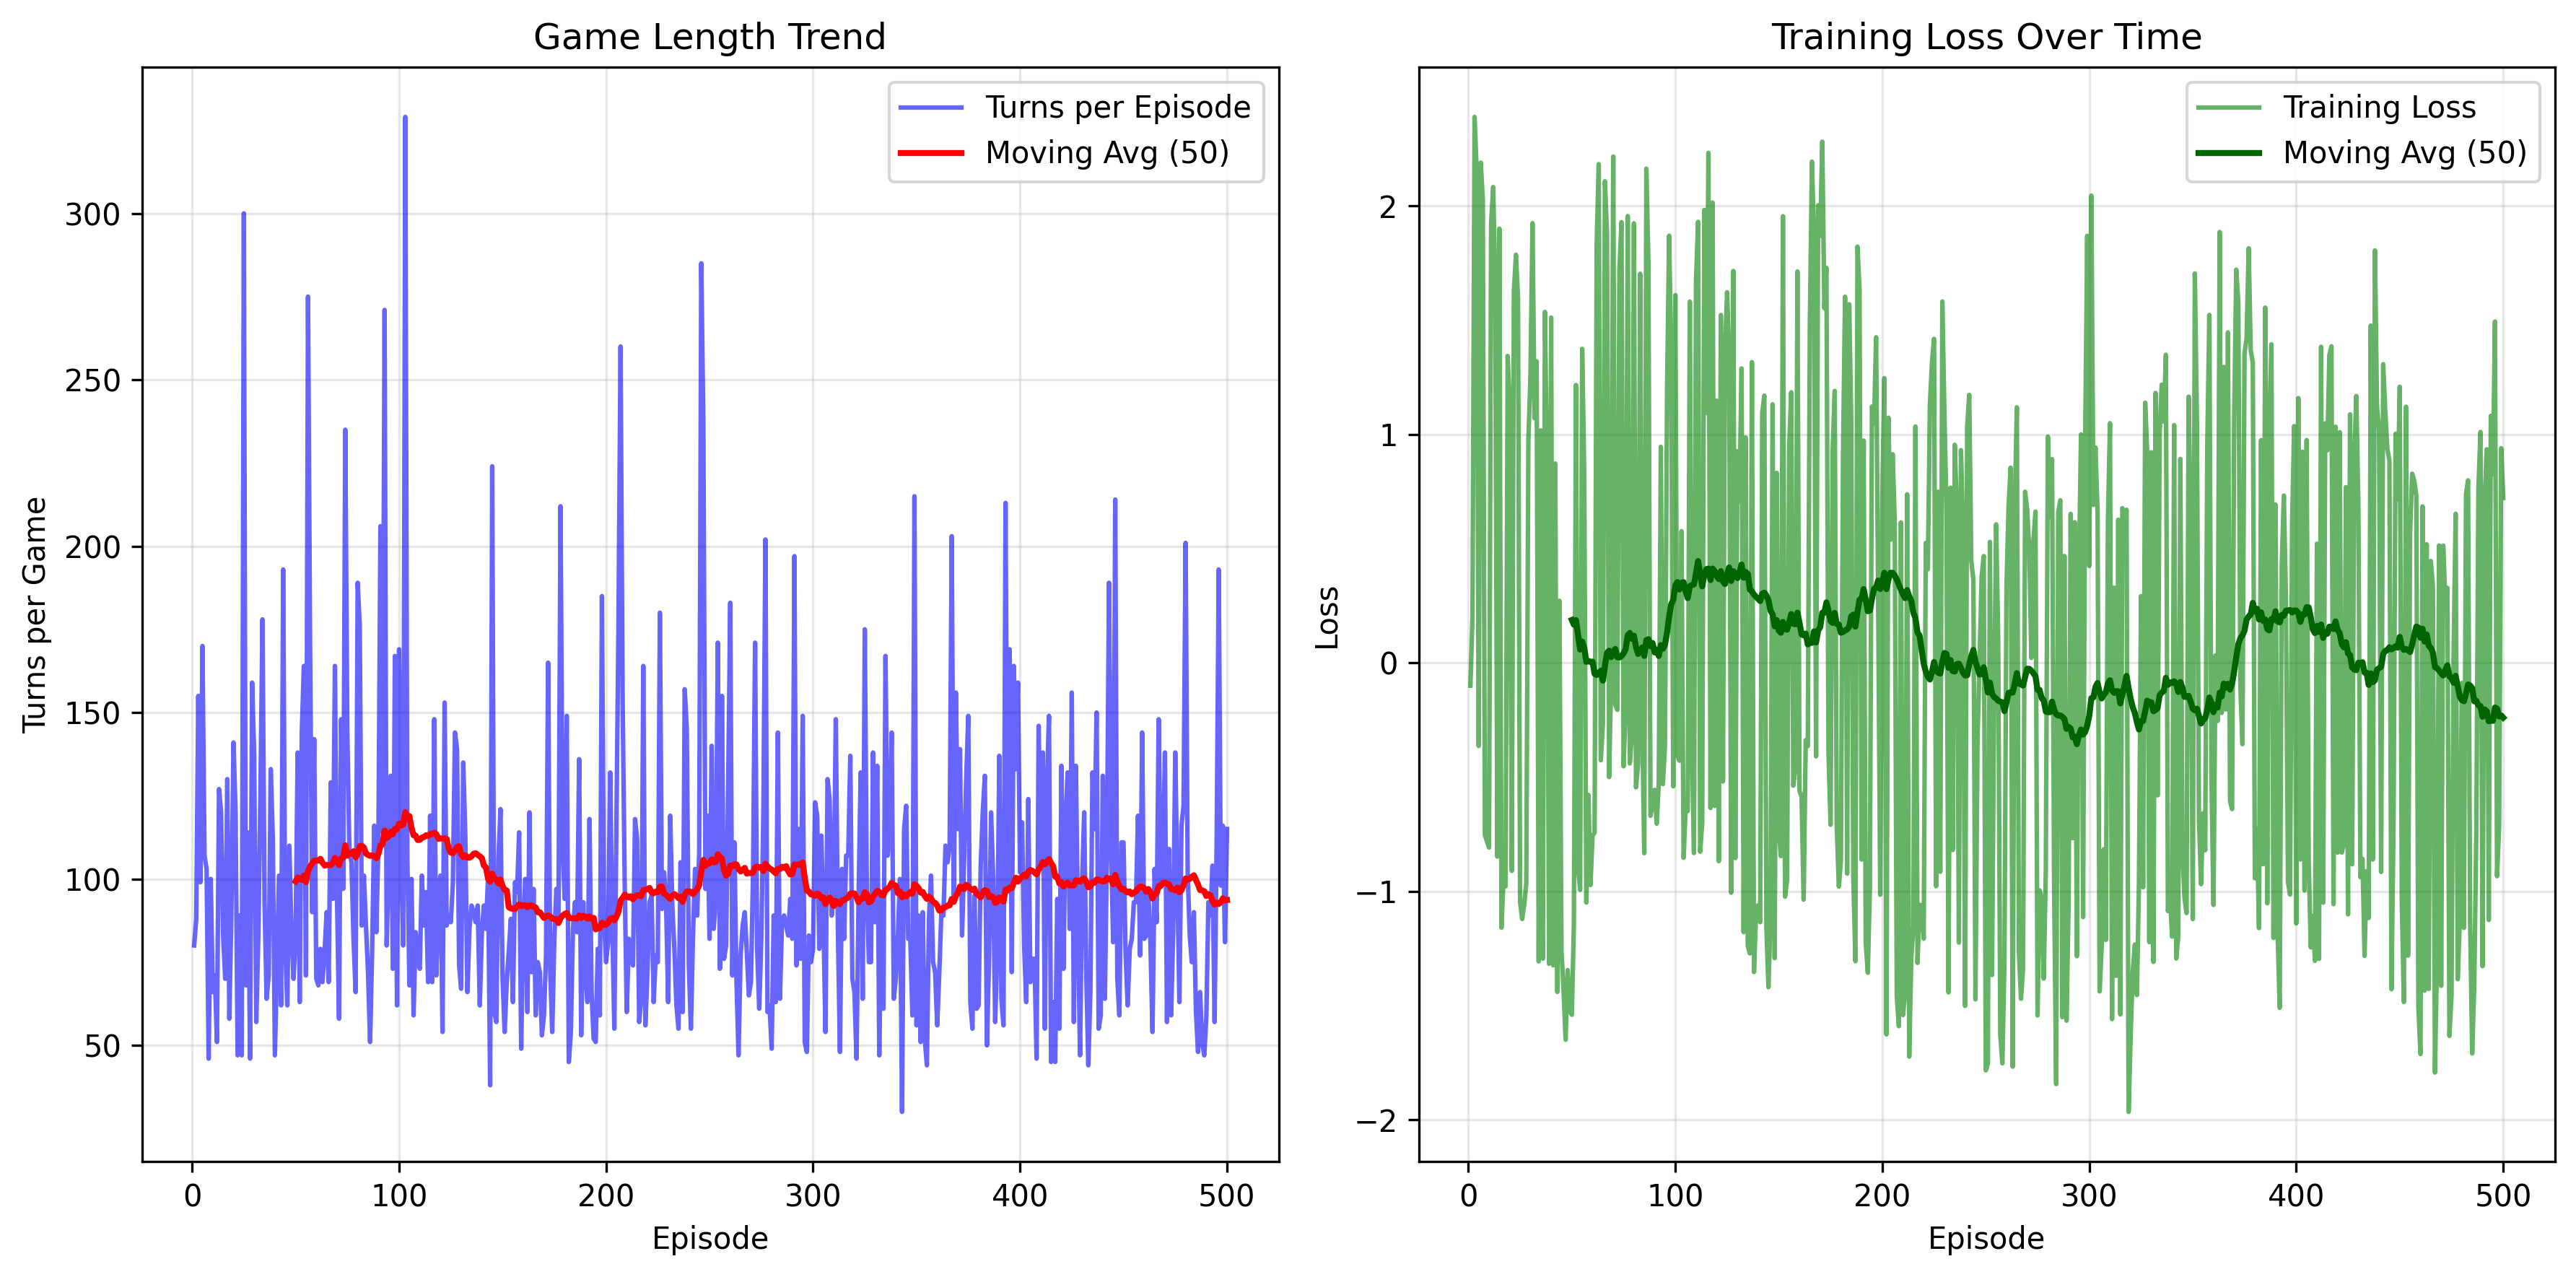 Game Length Trend
Turns per Episode
Moving Avg (50)
300
250
200
150
100
50
Turns per Game
0
100
200
300
400
500
Episode
Training Loss Over Time
Training Loss
Moving Avg (50)
2
1
0
−1
−2
Loss
0
100
200
300
400
500
Episode